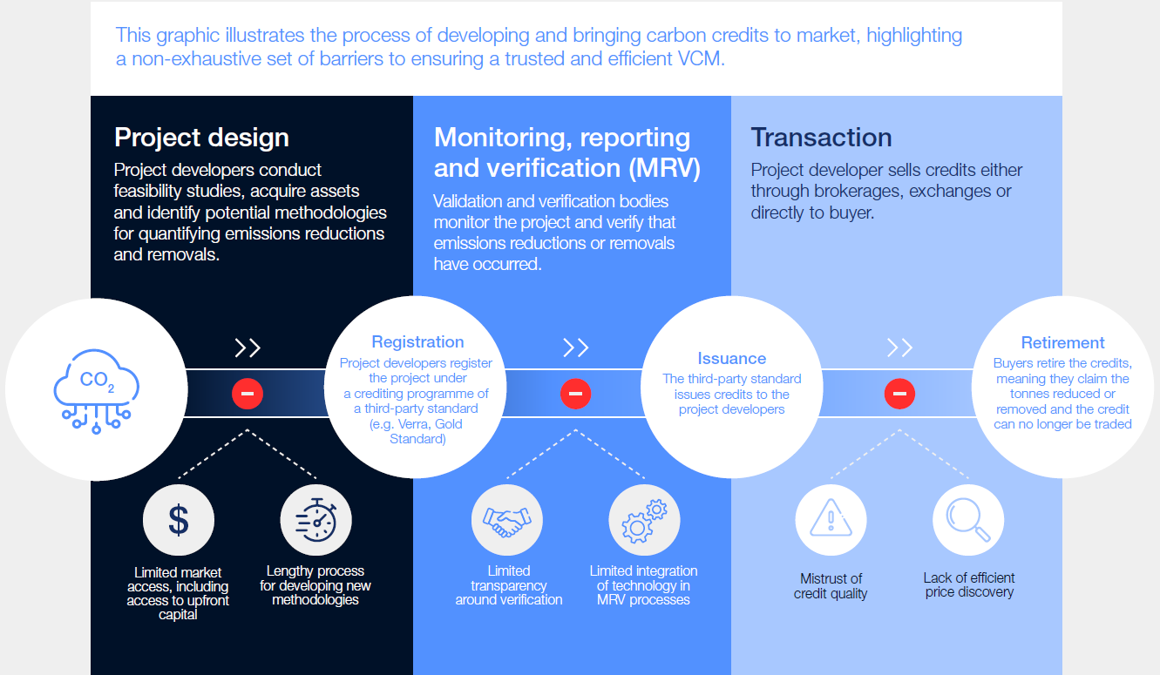 This graphic illustrates the process of developing and bringing carbon credits to market, highlighting
a non-exhaustive set of barriers to ensuring a trusted and efficient VCM.
Project design
Project developers conduct
feasibility studies, acquire assets
and identify potential methodologies
for quantifying emissions reductions
and removals.
Monitoring, reporting
and verification (MRV)
Validation and verification bodies
monitor the project and verify that
emissions reductions or removals
have occurred.
Transaction
Project developer sells credits either
through brokerages, exchanges or
directly to buyer.
CO2
Registration
Project developers register
the project under
a crediting programme of
a third-party standard
(e.g. Verra, Gold
Standard)
Issuance
The third-party standard
issues credits to the
project developers
Retirement
Buyers retire the credits,
meaning they claim the
tonnes reduced or
removed and the credit
can no longer be traded
$
Limited market
access, including
access to upfront
capital
Lengthy process
for developing new
methodologies
Limited
transparency
around verification
Limited integration
of technology in
MRV processes
!
Mistrust of
credit quality
Lack of efficient
price discovery